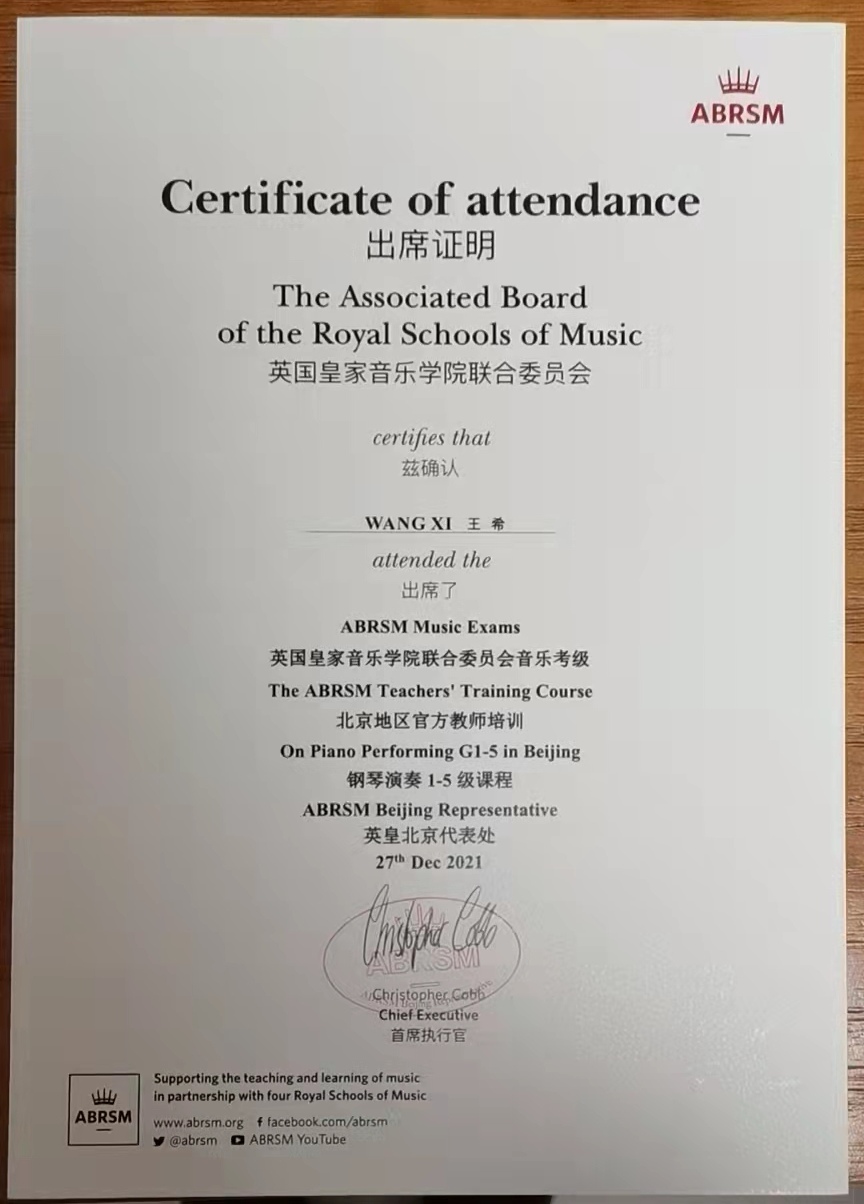 ABRSM
Certificate of attendance
出席证明
The Associated Board
of the Royal Schools of Music
英国皇家音乐学院联合委员会
certifies that
兹确认
WANG XI 王 希
attended the
出席了
ABRSM Music Exams
英国皇家音乐学院联合委员会音乐考级
The ABRSM Teachers' Training Course
北京地区官方教师培训
On Piano Performing G1-5 in Beijing
钢琴演奏 1-5 级课程
ABRSM Beijing Representative
英皇北京代表处
27th Dec 2021
Christopher Cobb
ABRSM
ABRSM Beijing Representative
Christopher Cobb
Chief Executive
首席执行官
ABRSM
Supporting the teaching and learning of music
in partnership with four Royal Schools of Music
www.abrsm.org f facebook.com/abrsm
@abrsm ABRSM YouTube